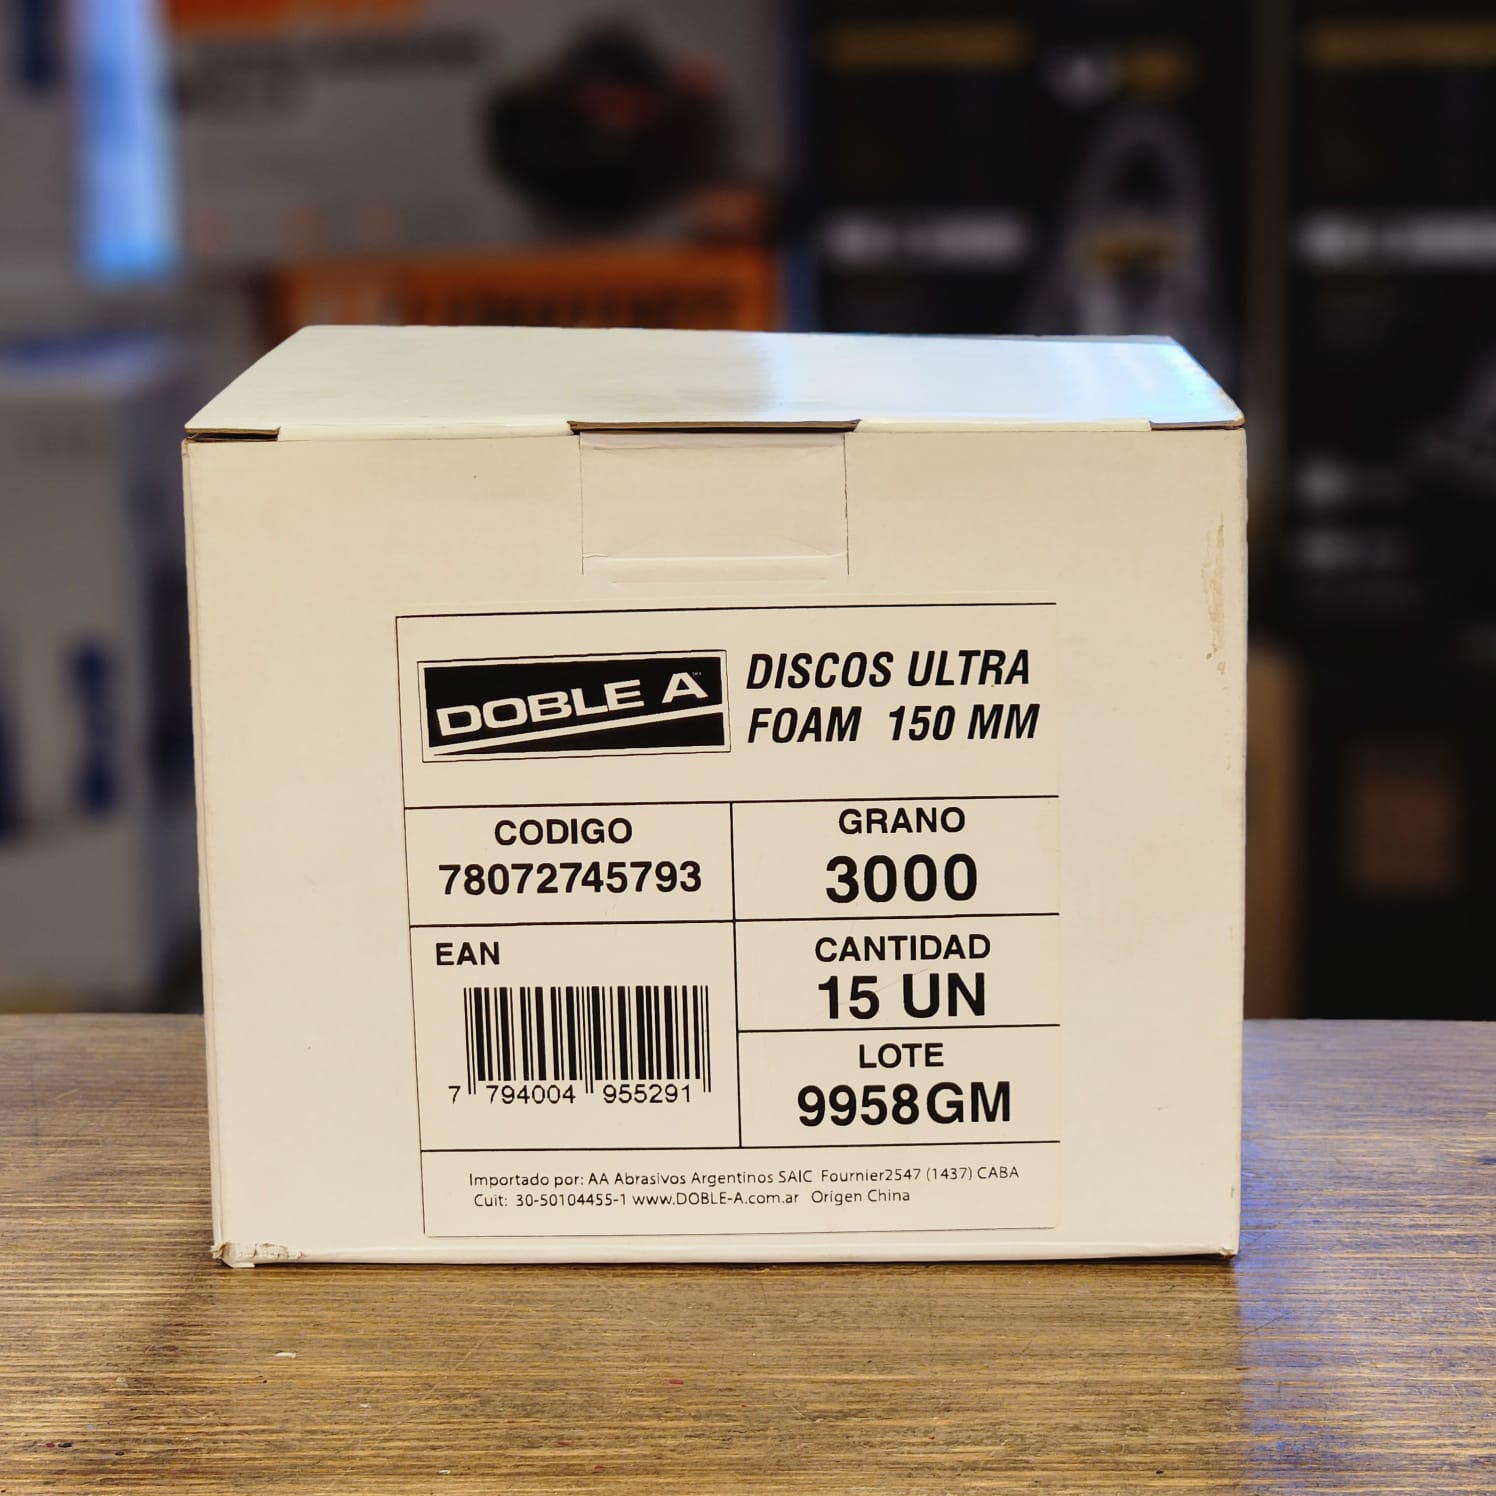 DOBLE A
DISCOS ULTRA
FOAM 150 MM
CODIGO
78072745793
GRANO
3000
EAN
7 794004 955291
CANTIDAD
15 UN
LOTE
9958GM
Importado por: AA Abrasivos Argentinos SAIC Fournier2547 (1437) CABA
Cuit: 30-50104455-1 www.DOBLE-A.com.ar Origen China